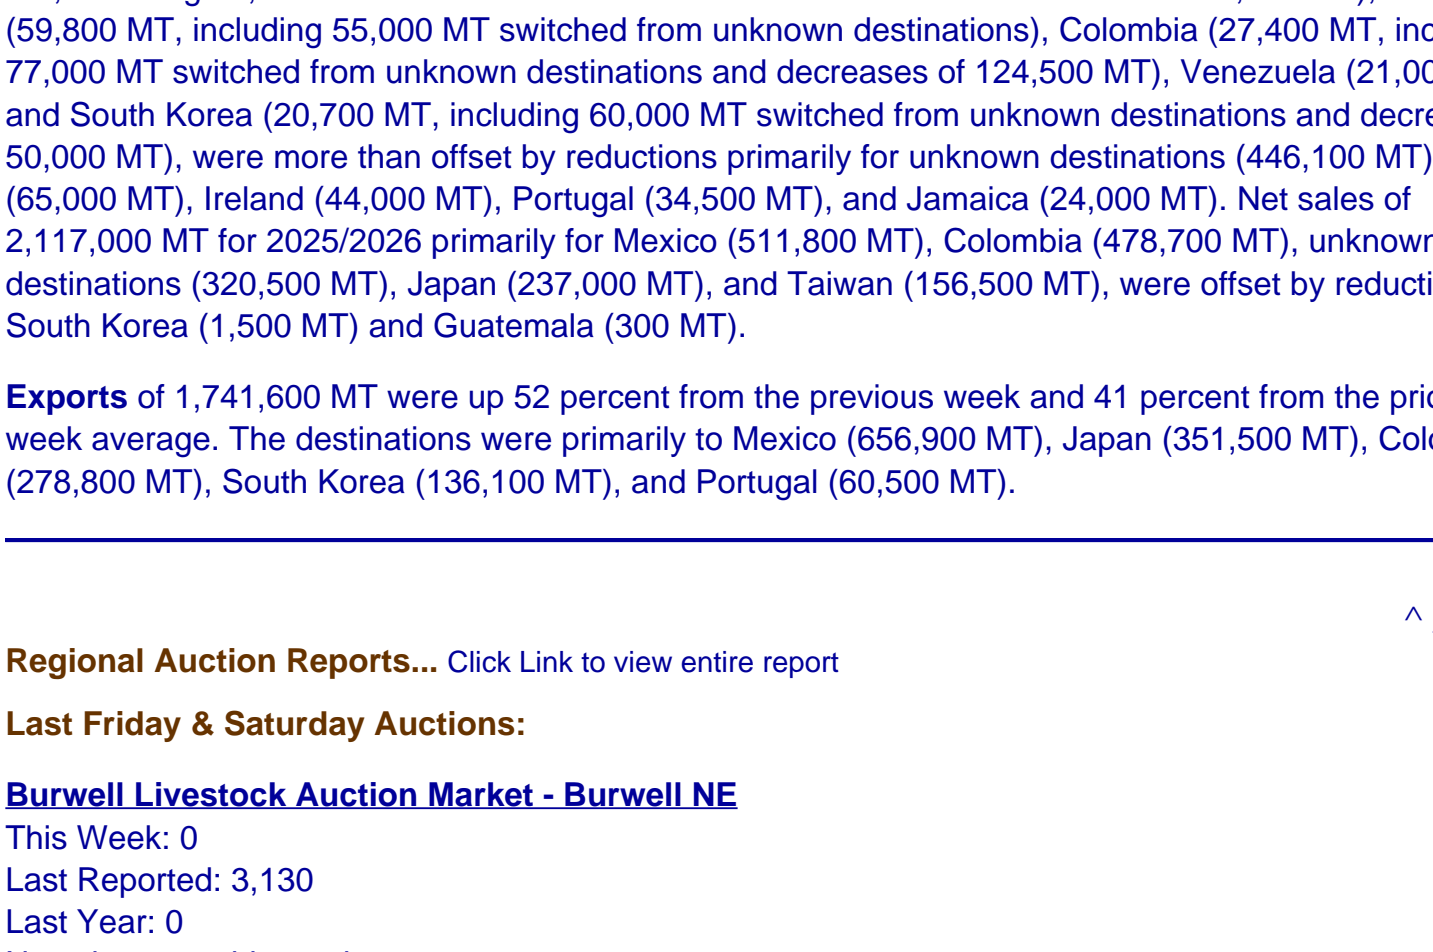 (59,800 MT, including 55,000 MT switched from unknown destinations), Colombia (27,400 MT,
77,000 MT switched from unknown destinations and decreases of 124,500 MT), Venezuela
and South Korea (20,700 MT, including 60,000 MT switched from unknown destinations and
50,000 MT), were more than offset by reductions primarily for unknown destinations (446,100 MT)
(65,000 MT), Ireland (44,000 MT), Portugal (34,500 MT), and Jamaica (24,000 MT). Net sales of
2,117,000 MT for 2025/2026 primarily for Mexico (511,800 MT), Colombia (478,700 MT), unknown
destinations (320,500 MT), Japan (237,000 MT), and Taiwan (156,500 MT), were offset by
South Korea (1,500 MT) and Guatemala (300 MT).
Exports of 1,741,600 MT were up 52 percent from the previous week and 41 percent from the
week average. The destinations were primarily to Mexico (656,900 MT), Japan (351,500 MT),
(278,800 MT), South Korea (136,100 MT), and Portugal (60,500 MT).
^
Regional Auction Reports... Click Link to view entire report
Last Friday & Saturday Auctions:
Burwell Livestock Auction Market - Burwell NE
This Week: 0
Last Reported: 3,130
Last Year: 0